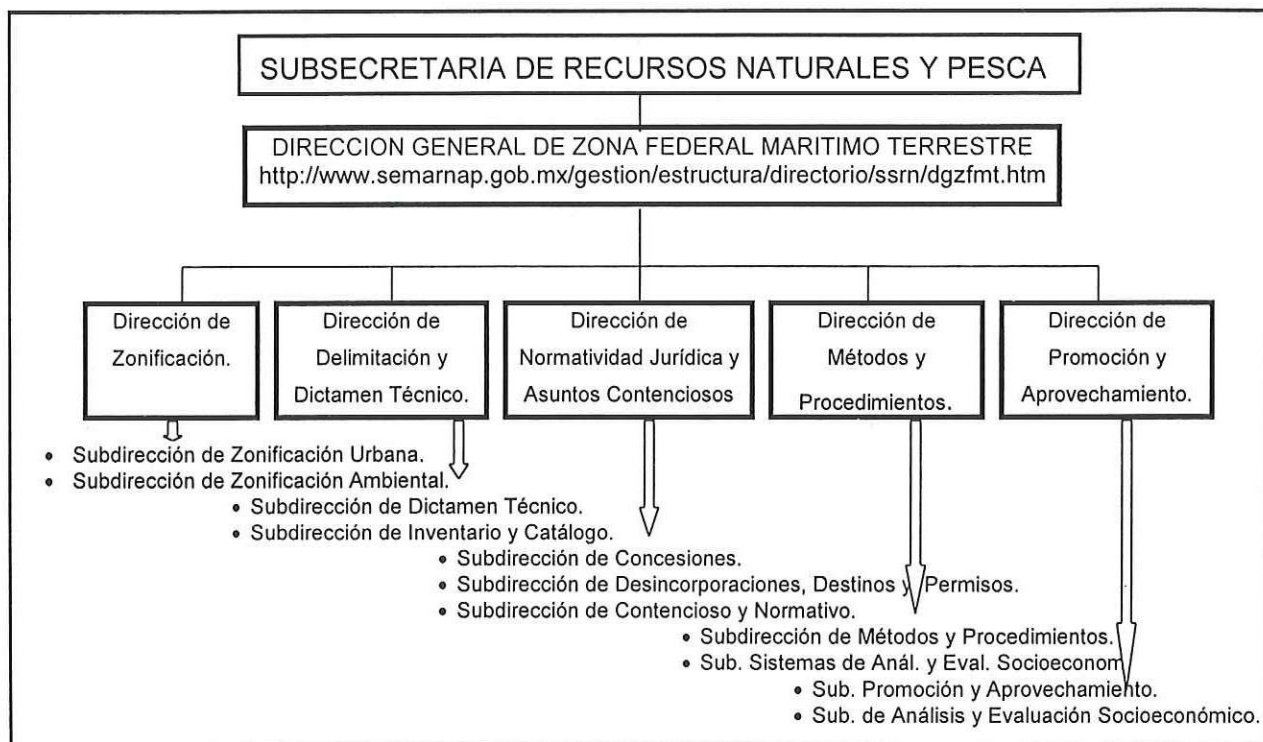 SUBSECRETARIA DE RECURSOS NATURALES Y PESCA
DIRECCION GENERAL DE ZONA FEDERAL MARITIMO TERRESTRE
http://www.semarnap.gob.mx/gestion/estructura/directorio/ssrn/dgzfmt.htm
Dirección de
Zonificación.
Dirección de
Delimitación y
Dictamen Técnico.
Dirección de
Normatividad Jurídica y
Asuntos Contenciosos
Dirección de
Métodos y
Procedimientos.
Dirección de
Promoción y
Aprovechamiento.
• Subdirección de Zonificación Urbana.
• Subdirección de Zonificación Ambiental.
• Subdirección de Dictamen Técnico.
• Subdirección de Inventario y Catálogo.
• Subdirección de Concesiones.
• Subdirección de Desincorporaciones, Destinos y Permisos.
• Subdirección de Contencioso y Normativo.
• Subdirección de Métodos y Procedimientos.
• Sub. Sistemas de Anál. y Eval. Socioeconom
• Sub. Promoción y Aprovechamiento.
• Sub. de Análisis y Evaluación Socioeconómico.